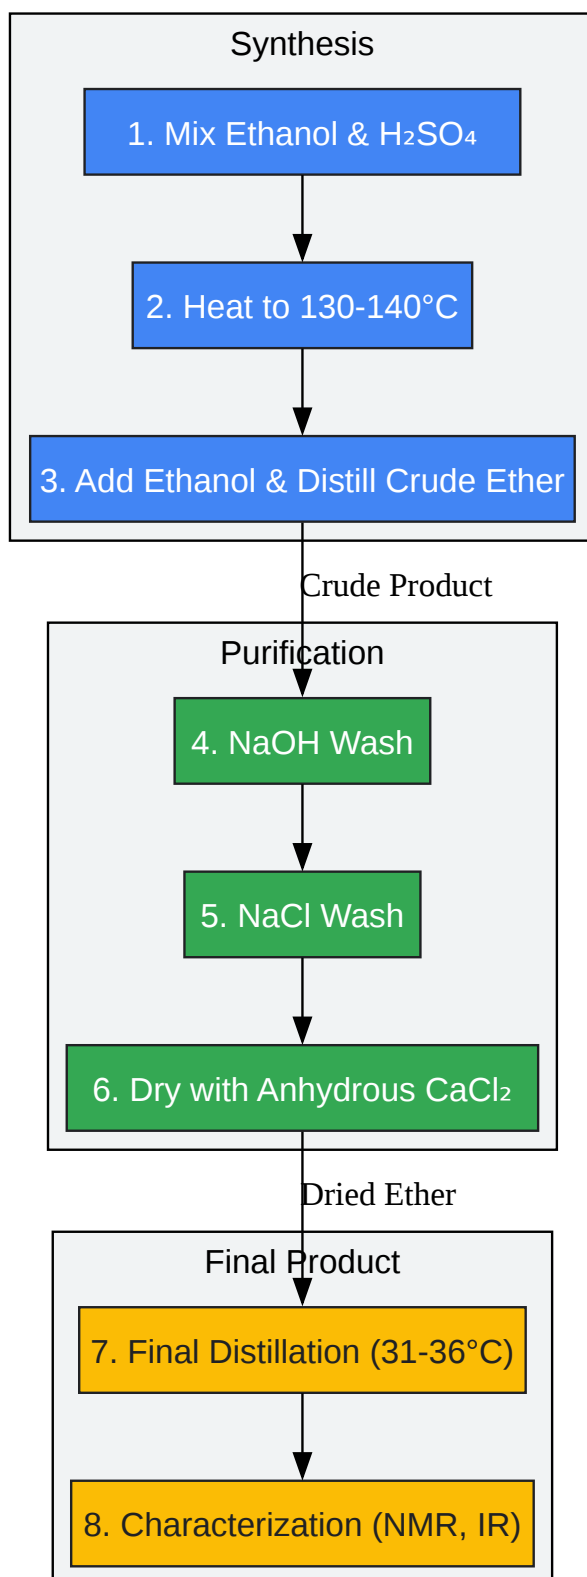 Synthesis
1. Mix Ethanol & H₂SO₄
2. Heat to 130-140°C
3. Add Ethanol & Distill Crude Ether
Crude Product
Purification
4. NaOH Wash
5. NaCl Wash
6. Dry with Anhydrous CaCl₂
Dried Ether
Final Product
7. Final Distillation (31-36°C)
8. Characterization (NMR, IR)